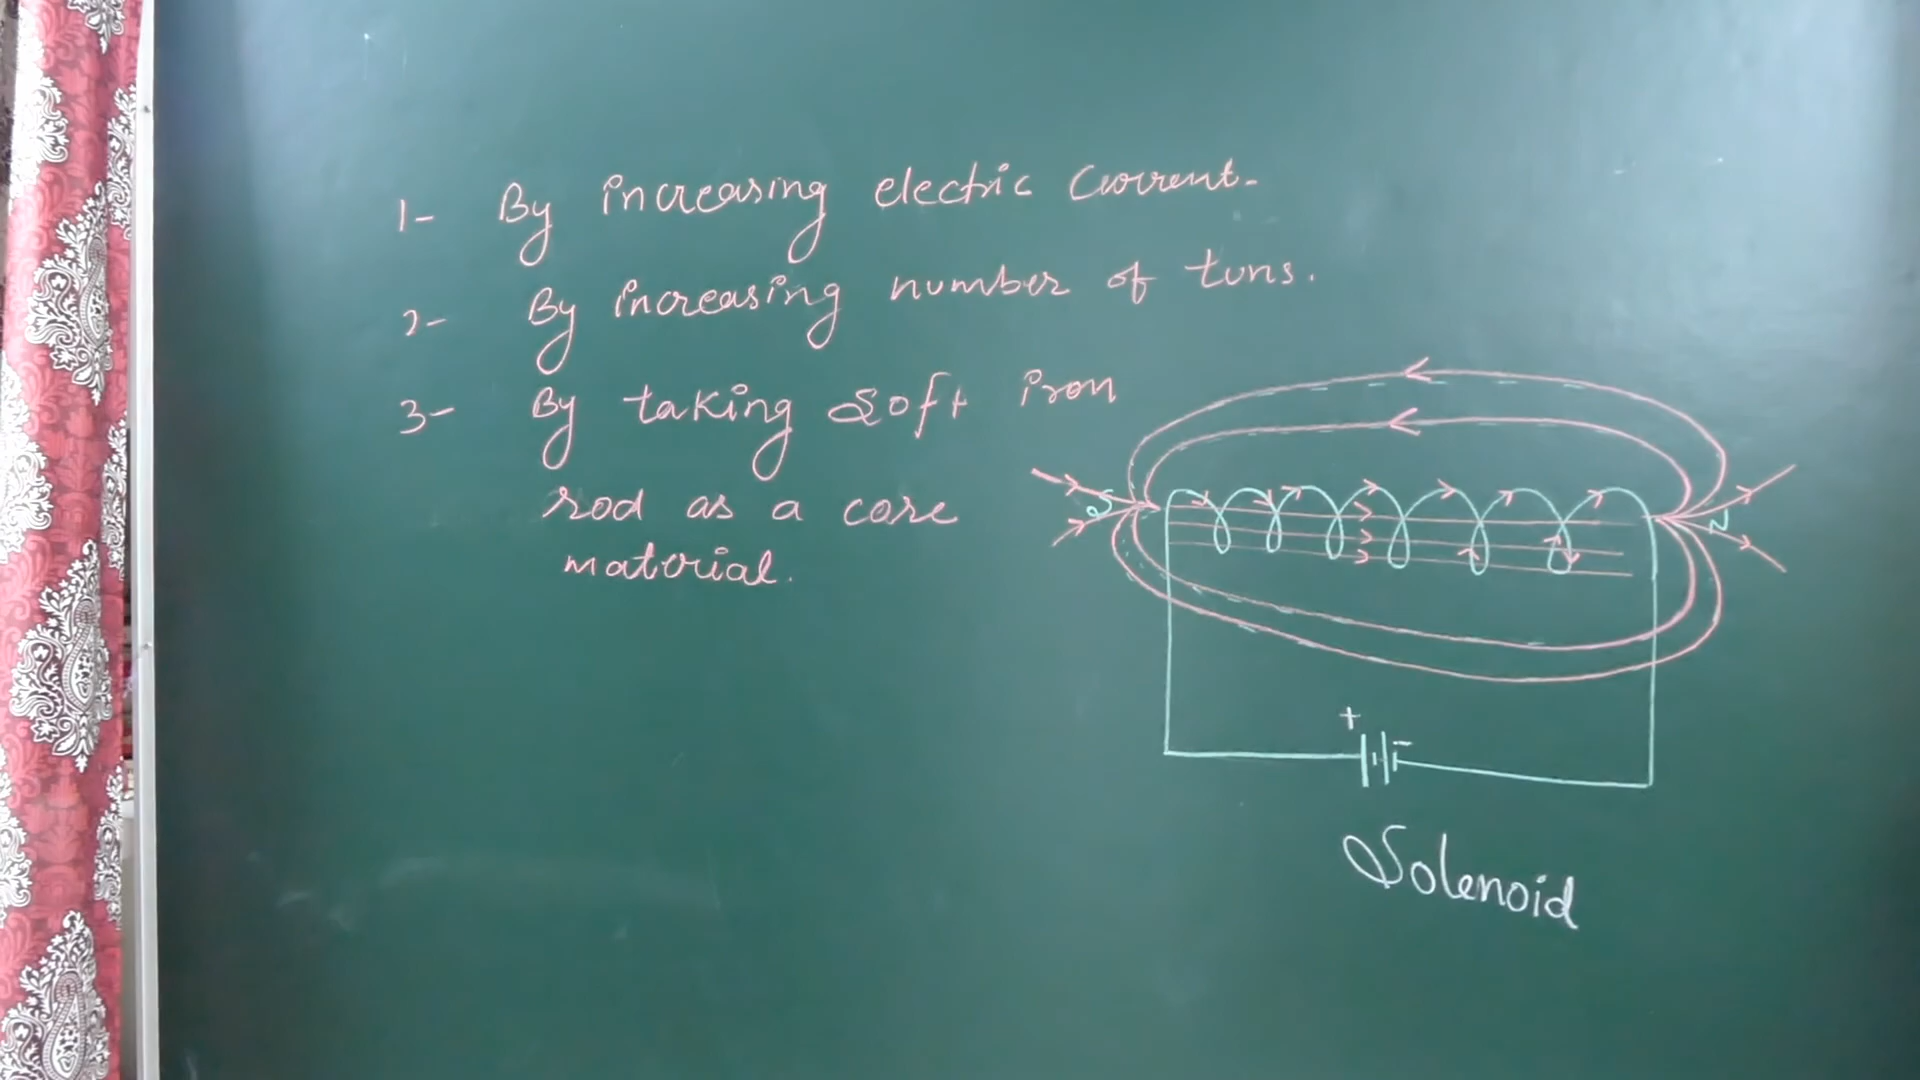 1- By increasing electric Current.
2- By increasing number of tuns.
3- By taking soft iron
rod as a core
material.
S
N
+ -
Solenoid